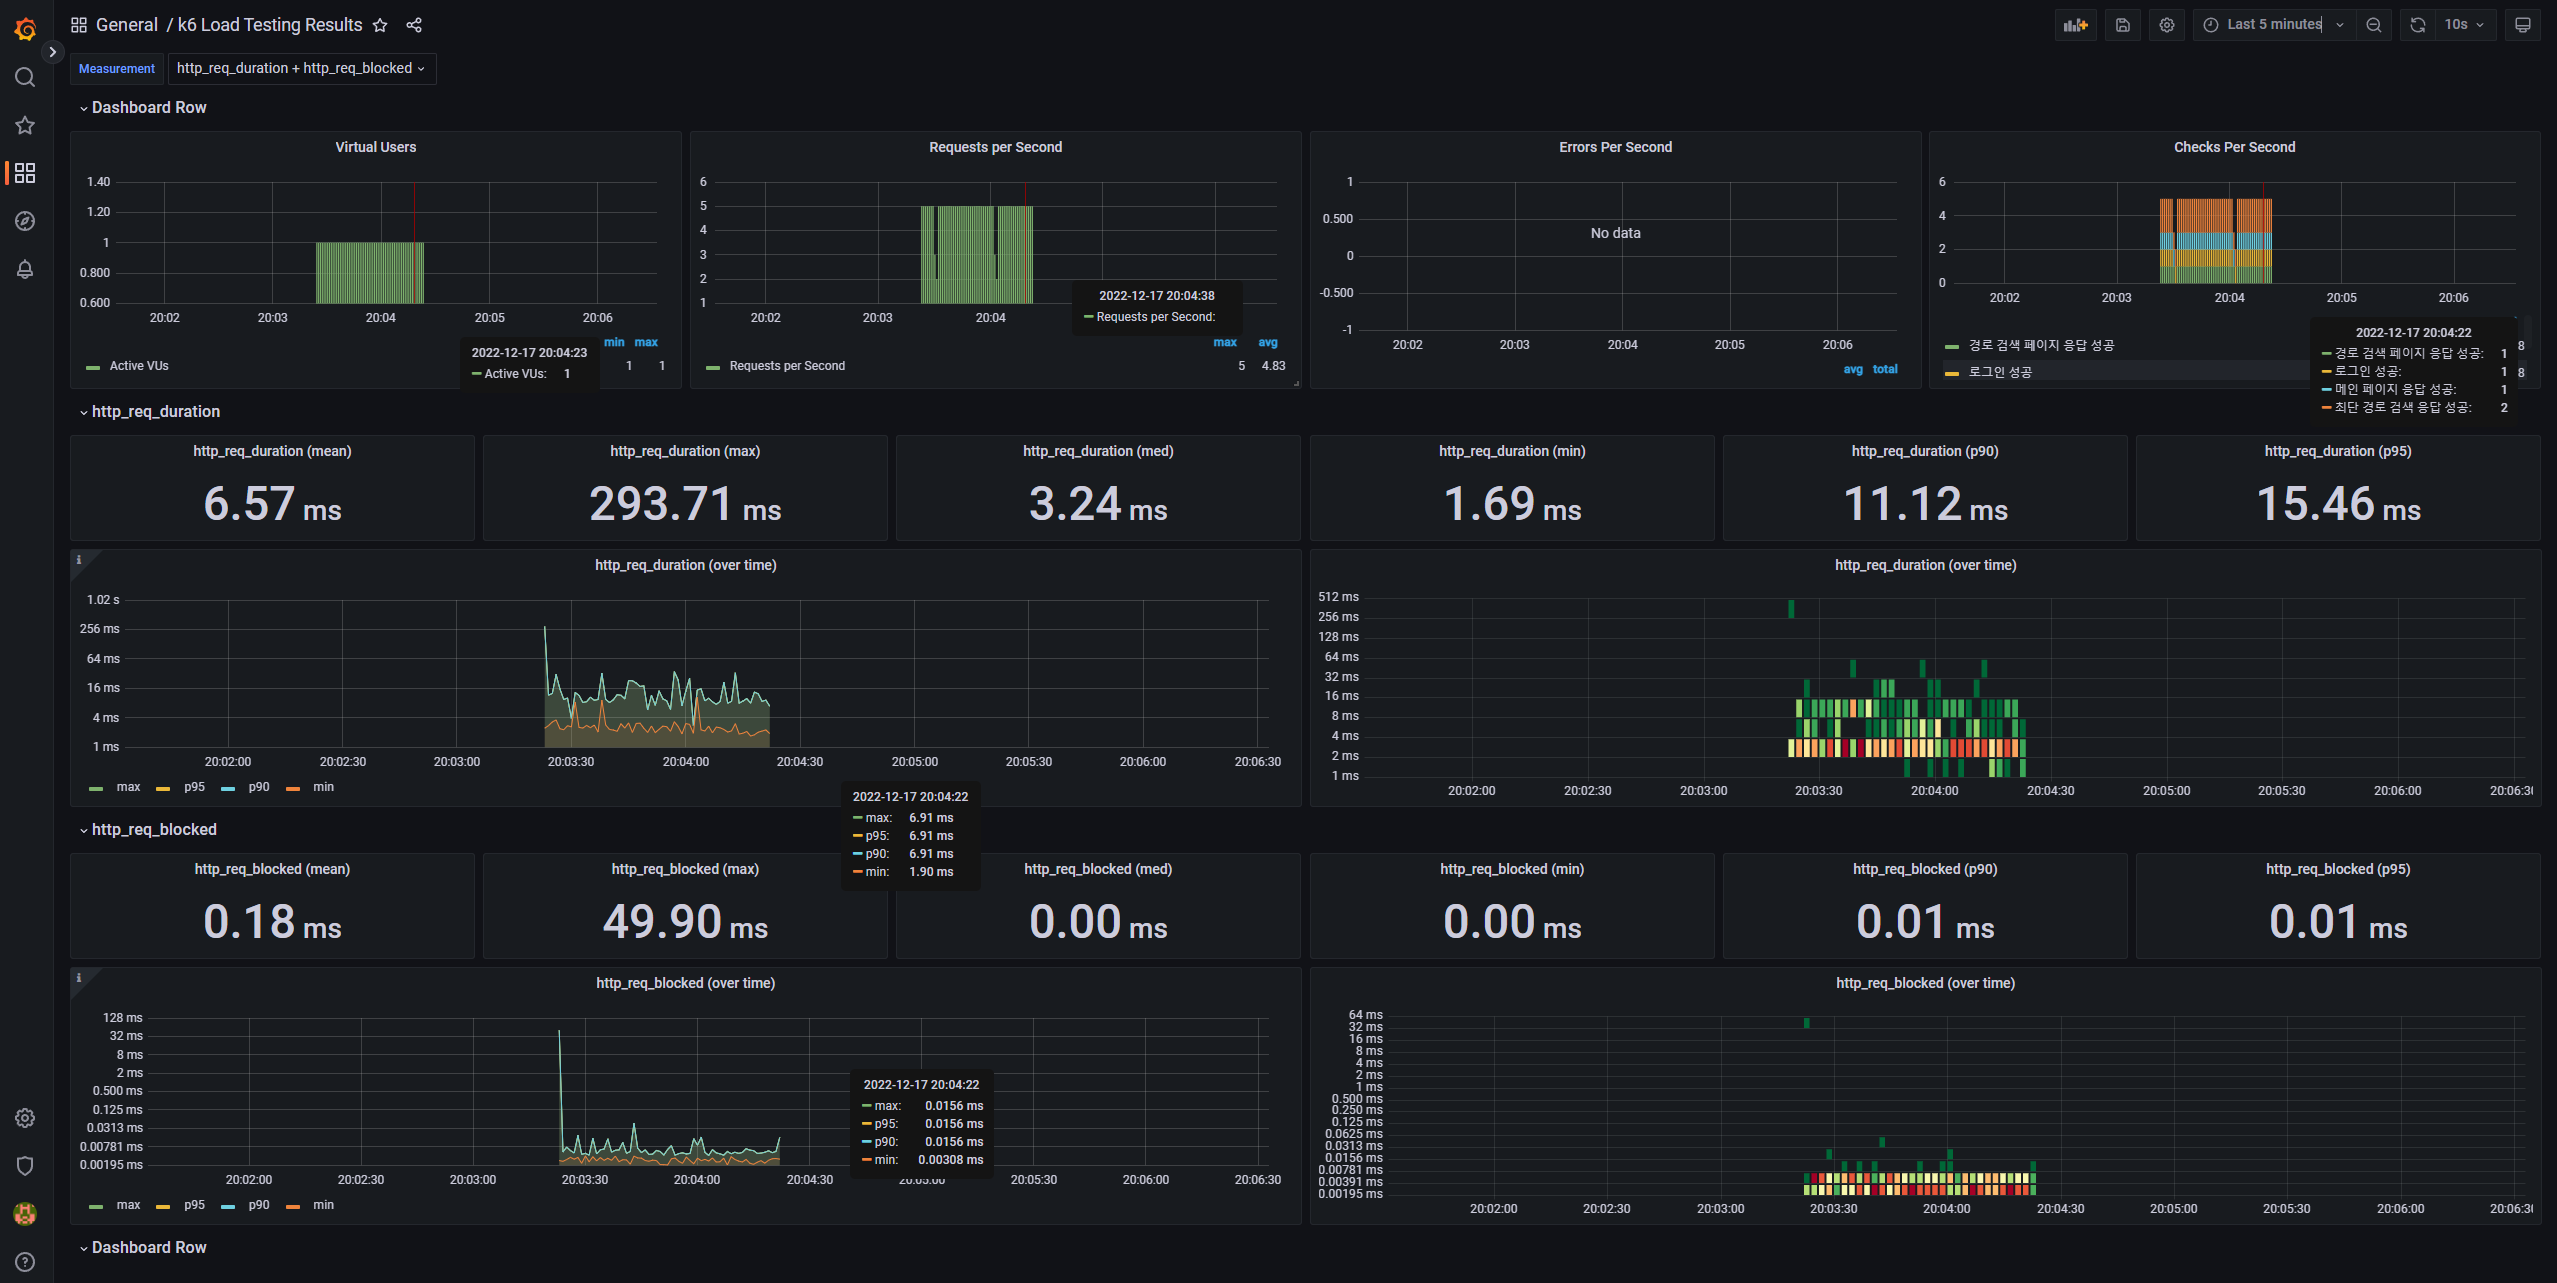 General / k6 Load Testing Results
Last 5 minutes
10s
Measurement
http_req_duration + http_req_blocked
Dashboard Row
Virtual Users
1.40
1.20
1
0.800
0.600
20:02 20:03 20:04 20:05 20:06
min max
Active VUs 1 1
2022-12-17 20:04:23
Active VUs: 1
Requests per Second
6
5
4
3
2
1
20:02 20:03 20:04
2022-12-17 20:04:38
Requests per Second:
max avg
Requests per Second 5 4.83
Errors Per Second
1
0.500
0
-0.500
-1
No data
20:02 20:03 20:04 20:05 20:06
avg total
Checks Per Second
6
4
2
0
20:02 20:03 20:04 20:05 20:06
경로 검색 페이지 응답 성공 8
로그인 성공 8
2022-12-17 20:04:22
경로 검색 페이지 응답 성공: 1
로그인 성공: 1
메인 페이지 응답 성공: 1
최단 경로 검색 응답 성공: 2
http_req_duration
http_req_duration (mean)
6.57 ms
http_req_duration (max)
293.71 ms
http_req_duration (med)
3.24 ms
http_req_duration (min)
1.69 ms
http_req_duration (p90)
11.12 ms
http_req_duration (p95)
15.46 ms
http_req_duration (over time)
1.02 s
256 ms
64 ms
16 ms
4 ms
1 ms
20:02:00 20:02:30 20:03:00 20:03:30 20:04:00 20:04:30 20:05:00 20:05:30 20:06:00 20:06:30
max p95 p90 min
2022-12-17 20:04:22
max: 6.91 ms
p95: 6.91 ms
p90: 6.91 ms
min: 1.90 ms
http_req_duration (over time)
512 ms
256 ms
128 ms
64 ms
32 ms
16 ms
8 ms
4 ms
2 ms
1 ms
20:02:00 20:02:30 20:03:00 20:03:30 20:04:00 20:04:30 20:05:00 20:05:30 20:06:00 20:06:3
http_req_blocked
http_req_blocked (mean)
0.18 ms
http_req_blocked (max)
49.90 ms
http_req_blocked (med)
0.00 ms
http_req_blocked (min)
0.00 ms
http_req_blocked (p90)
0.01 ms
http_req_blocked (p95)
0.01 ms
http_req_blocked (over time)
128 ms
32 ms
8 ms
2 ms
0.500 ms
0.125 ms
0.0313 ms
0.00781 ms
0.00195 ms
20:02:00 20:02:30 20:03:00 20:03:30 20:04:00 20:04:30 20:05:00 20:05:30 20:06:00 20:06:30
max p95 p90 min
2022-12-17 20:04:22
max: 0.0156 ms
p95: 0.0156 ms
p90: 0.0156 ms
min: 0.00308 ms
http_req_blocked (over time)
64 ms
32 ms
16 ms
8 ms
4 ms
2 ms
1 ms
0.500 ms
0.250 ms
0.125 ms
0.0625 ms
0.0313 ms
0.0156 ms
0.00781 ms
0.00391 ms
0.00195 ms
20:02:00 20:02:30 20:03:00 20:03:30 20:04:00 20:04:30 20:05:00 20:05:30 20:06:00 20:06:3
Dashboard Row